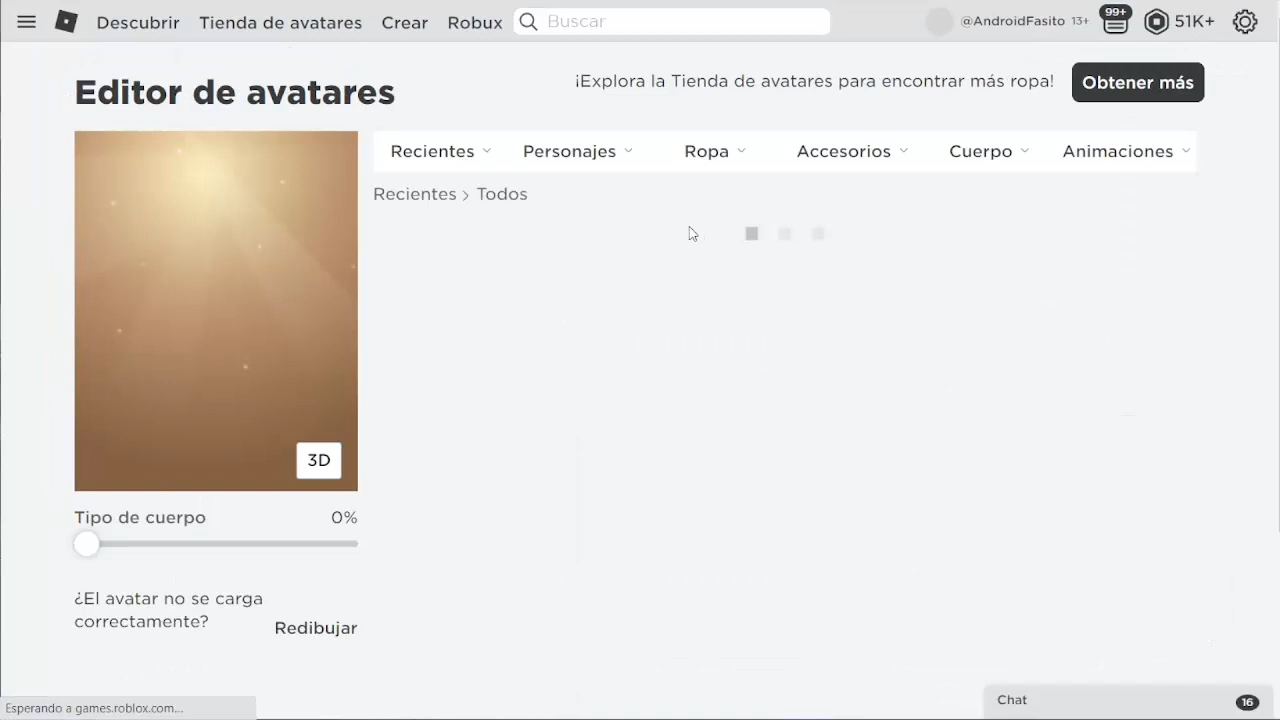 Descubrir Tienda de avatares Crear Robux Buscar @AndroidFasito 13+ 99+ 51K+
Editor de avatares
¡Explora la Tienda de avatares para encontrar más ropa! Obtener más
Recientes Personajes Ropa Accesorios Cuerpo Animaciones
Recientes > Todos
3D
Tipo de cuerpo 0%
¿El avatar no se carga
correctamente?
Redibujar
Esperando a games.roblox.com...
Chat 16